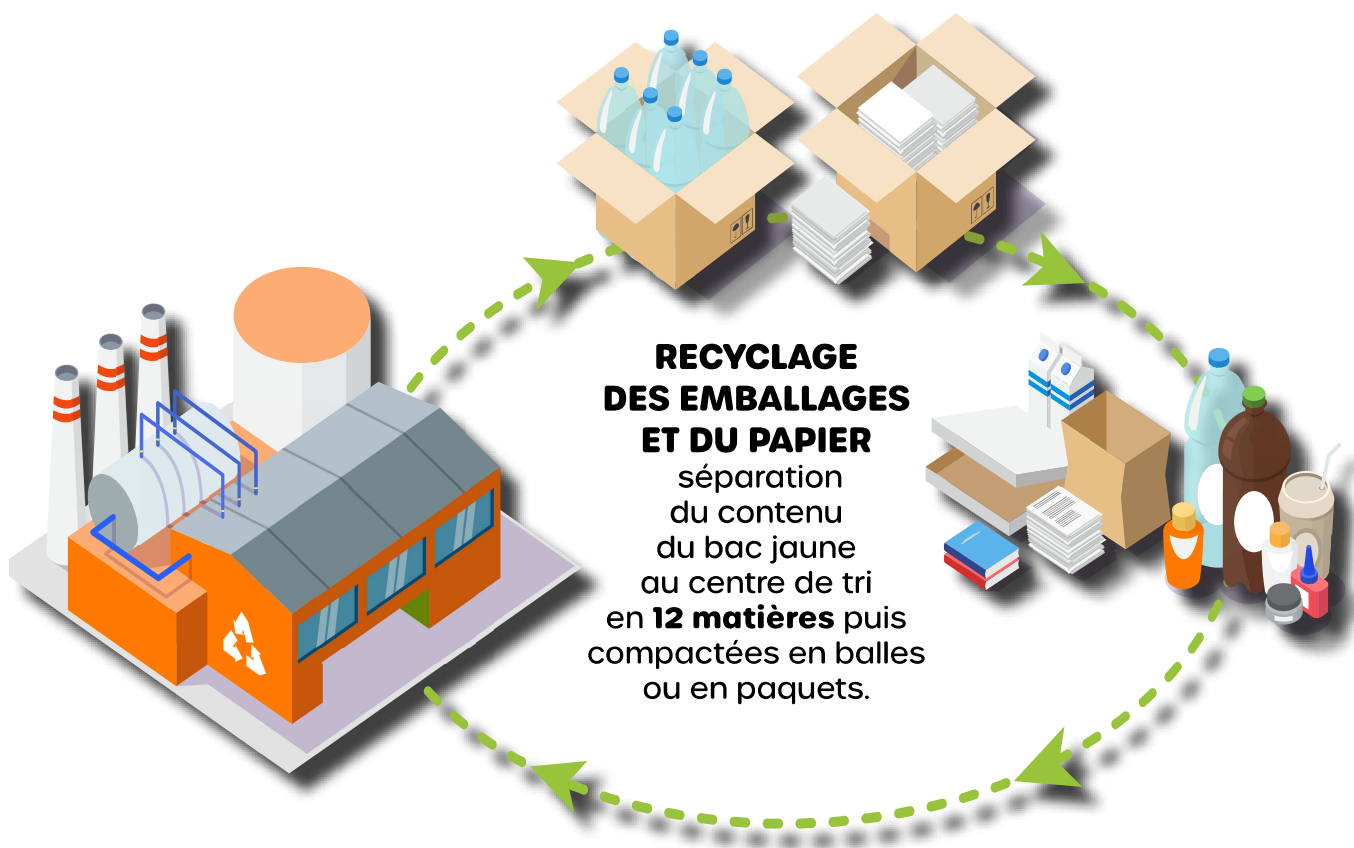 RECYCLAGE
DES EMBALLAGES
ET DU PAPIER
séparation
du contenu
du bac jaune
au centre de tri
en 12 matières puis
compactées en balles
ou en paquets.